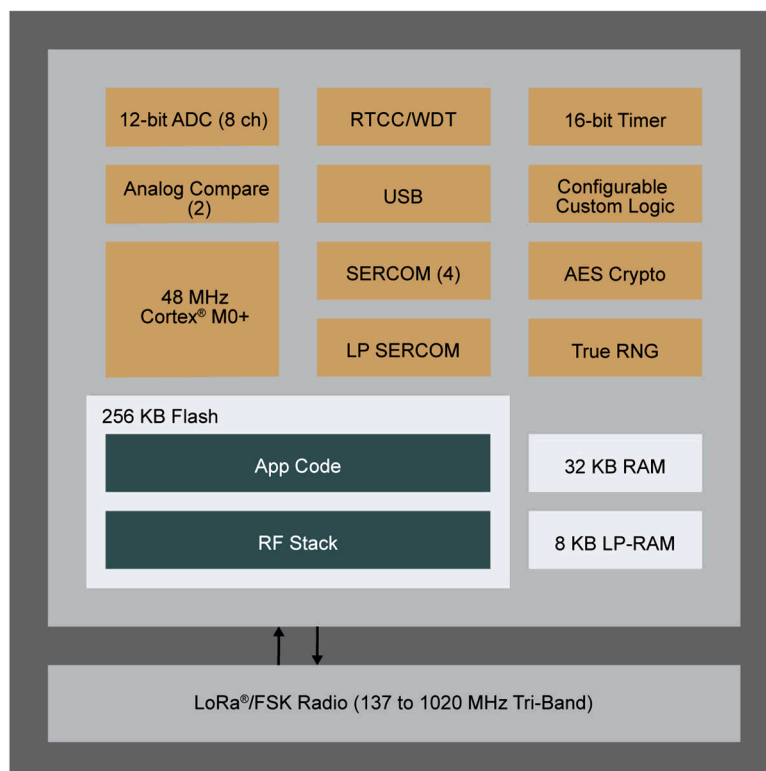 12-bit ADC (8 ch)
RTCC/WDT
16-bit Timer
Analog Compare
(2)
USB
Configurable
Custom Logic
48 MHz
Cortex® M0+
SERCOM (4)
AES Crypto
LP SERCOM
True RNG
256 KB Flash
App Code
32 KB RAM
RF Stack
8 KB LP-RAM
LoRa®/FSK Radio (137 to 1020 MHz Tri-Band)